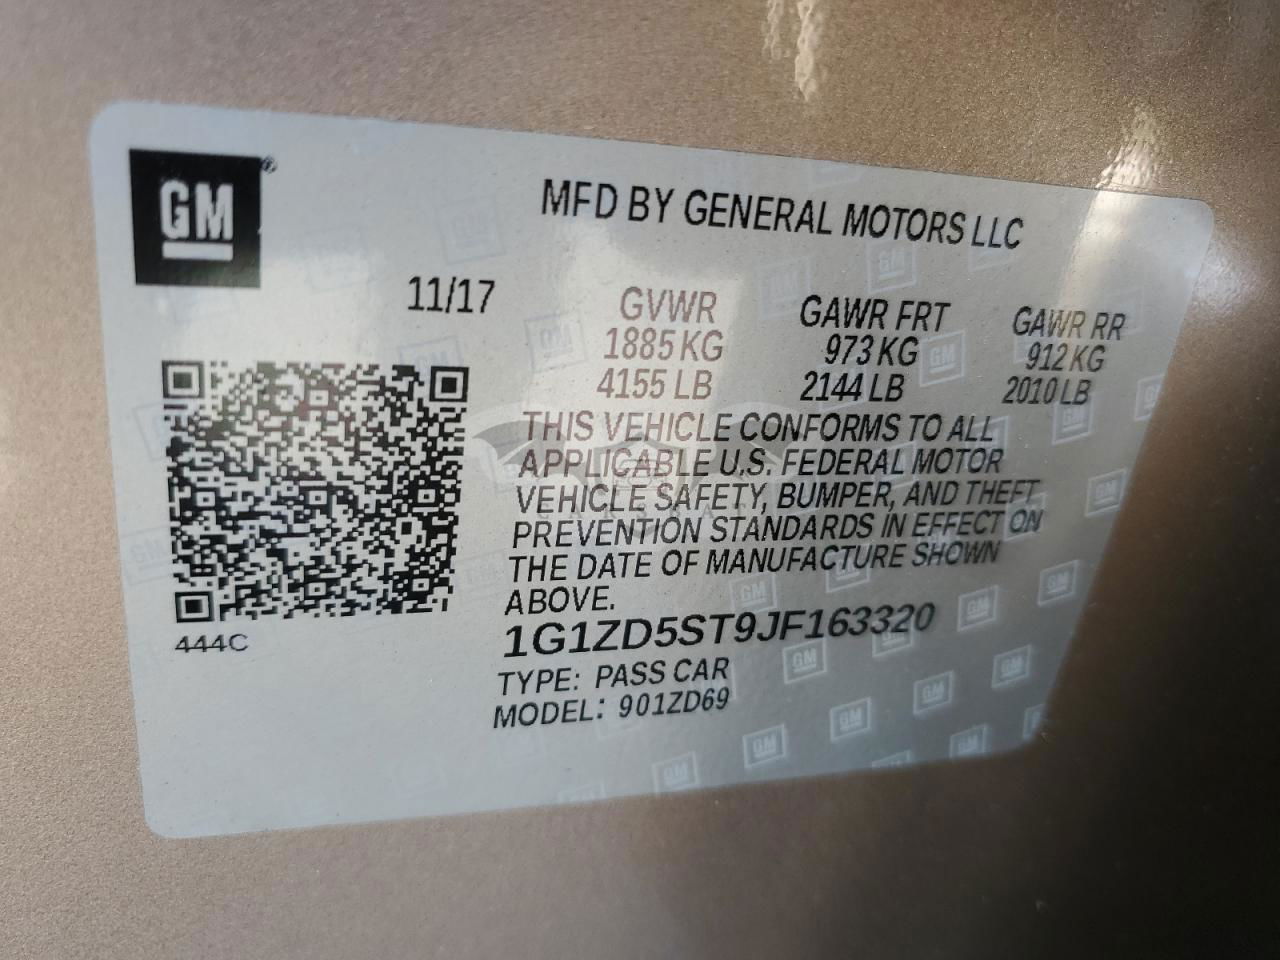 GM
MFD BY GENERAL MOTORS LLC
11/17
GVWR GAWR FRT GAWR RR
1885 KG 973 KG 912 KG
4155 LB 2144 LB 2010 LB
THIS VEHICLE CONFORMS TO ALL
APPLICABLE U.S. FEDERAL MOTOR
VEHICLE SAFETY, BUMPER, AND THEFT
PREVENTION STANDARDS IN EFFECT ON
THE DATE OF MANUFACTURE SHOWN
ABOVE.
444C
1G1ZD5ST9JF163320
TYPE: PASS CAR
MODEL: 901ZD69